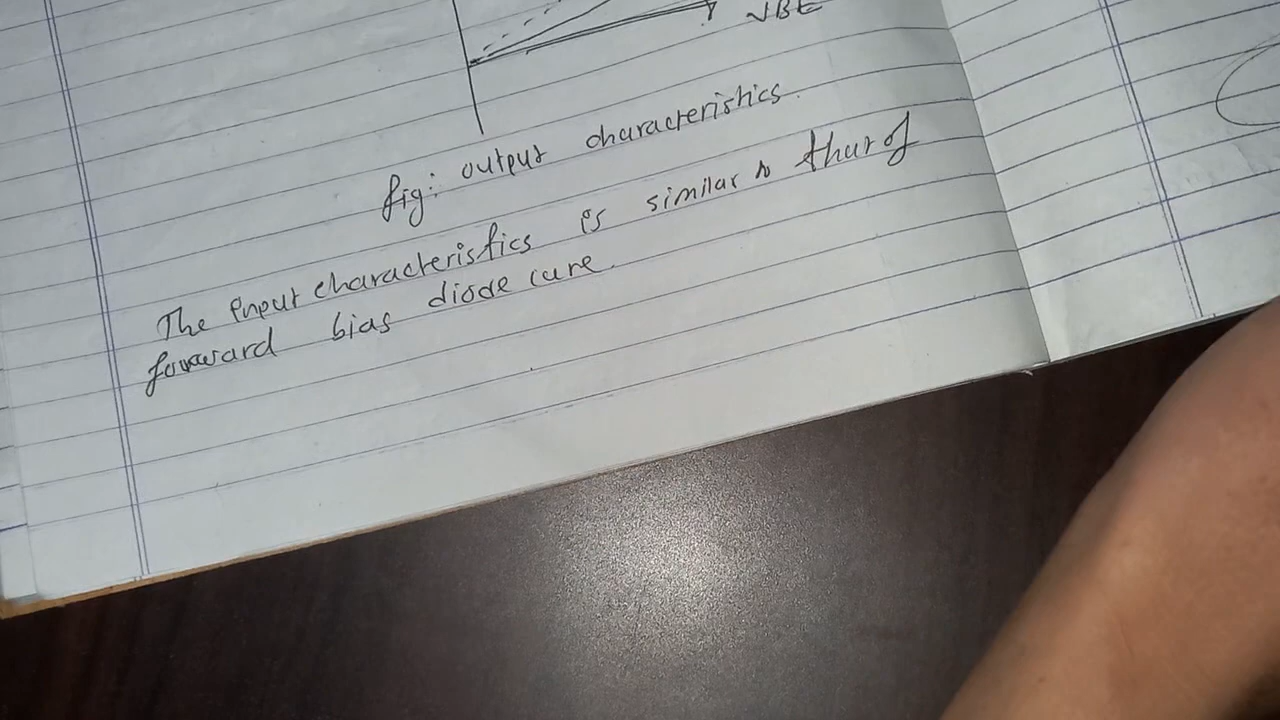 VBE
fig: output characteristics.
The input characteristics is similar to that of
forward bias diode cure.